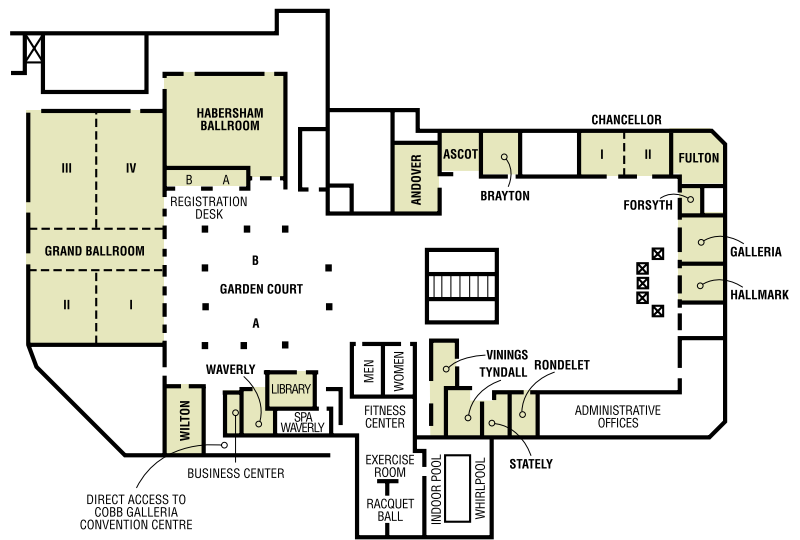 HABERSHAM
BALLROOM
CHANCELLOR
III
IV
ASCOT
I
II
FULTON
ANDOVER
B
A
BRAYTON
REGISTRATION
DESK
FORSYTH
GRAND BALLROOM
B
GALLERIA
GARDEN COURT
HALLMARK
II
I
A
WAVERLY
MEN
WOMEN
VININGS
TYNDALL
RONDELET
LIBRARY
WILTON
SPA
WAVERLY
FITNESS
CENTER
ADMINISTRATIVE
OFFICES
BUSINESS CENTER
EXERCISE
ROOM
STATELY
INDOOR POOL
WHIRLPOOL
DIRECT ACCESS TO
COBB GALLERIA
CONVENTION CENTRE
RACQUET
BALL